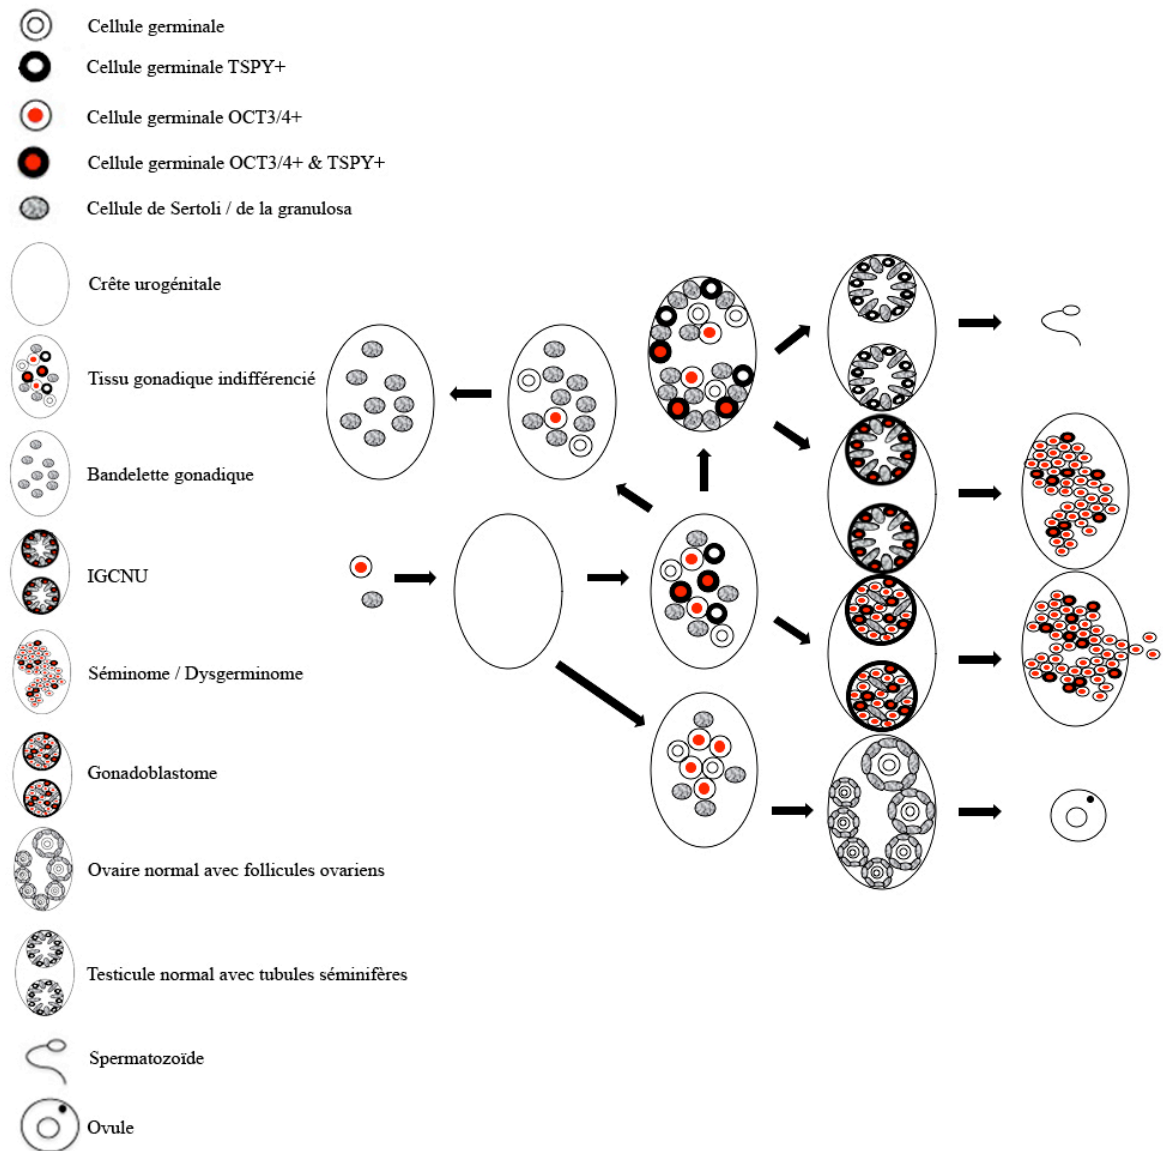 Cellule germinale
Cellule germinale TSPY+
Cellule germinale OCT3/4+
Cellule germinale OCT3/4+ & TSPY+
Cellule de Sertoli / de la granulosa
Crête urogénitale
Tissu gonadique indifférencié
Bandelette gonadique
IGCNU
Séminome / Dysgerminome
Gonadoblastome
Ovaire normal avec follicules ovariens
Testicule normal avec tubules séminifères
Spermatozoïde
Ovule